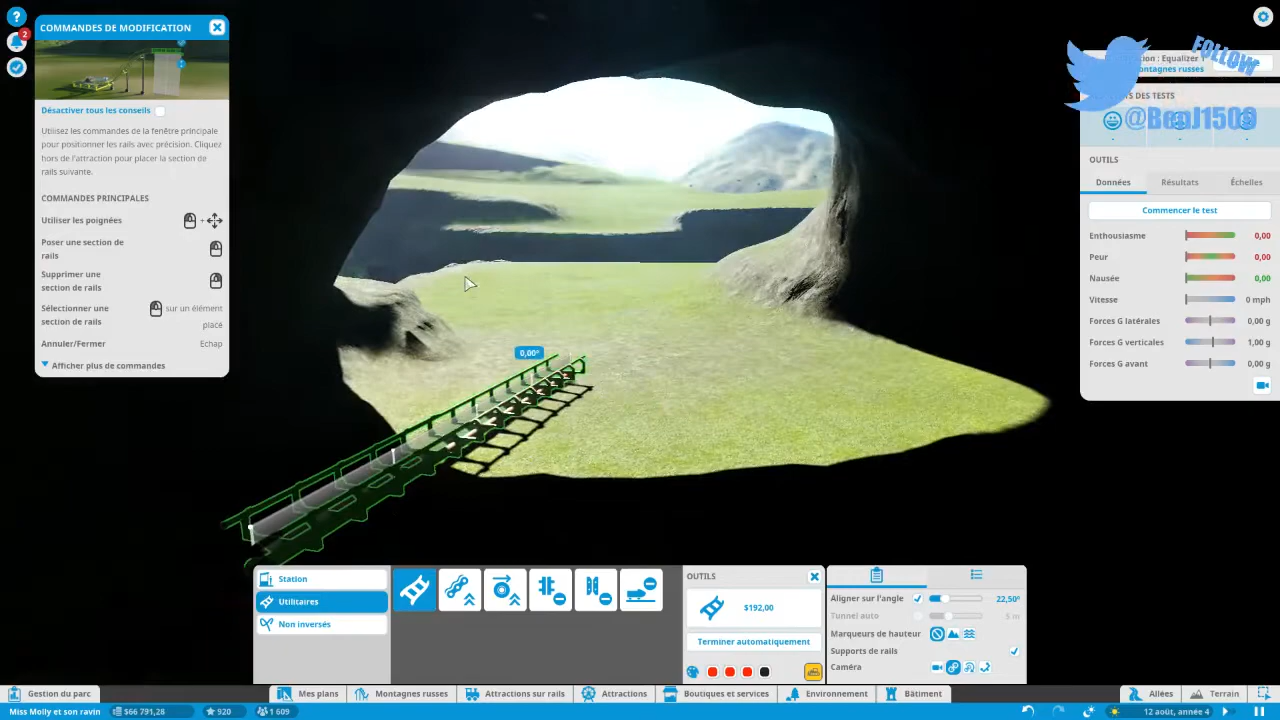 COMMANDES DE MODIFICATION
Désactiver tous les conseils
Utilisez les commandes de la fenêtre principale
pour positionner les rails avec précision. Cliquez
hors de l'attraction pour placer la section de
rails suivante.
COMMANDES PRINCIPALES
Utiliser les poignées
Poser une section de
rails
Supprimer une
section de rails
Sélectionner une
section de rails
sur un élément
placé
Annuler/Fermer Echap
Afficher plus de commandes
2
0,00°
FOLLOW
: Equalizer 1
ontagnes russes
DES TESTS
@BenJ1509
- - -
OUTILS
Données Résultats Échelles
Commencer le test
Enthousiasme 0,00
Peur 0,00
Nausée 0,00
Vitesse 0 mph
Forces G latérales 0,00 g
Forces G verticales 1,00 g
Forces G avant 0,00 g
Station
Utilitaires
Non inversés
OUTILS
$192,00
Terminer automatiquement
Aligner sur l'angle 22,50°
Tunnel auto 5 m
Marqueurs de hauteur
Supports de rails
Caméra
Gestion du parc Mes plans Montagnes russes Attractions sur rails Attractions Boutiques et services Environnement Bâtiment Allées Terrain
Miss Molly et son ravin $66 791,28 920 1 609 12 août, année 4